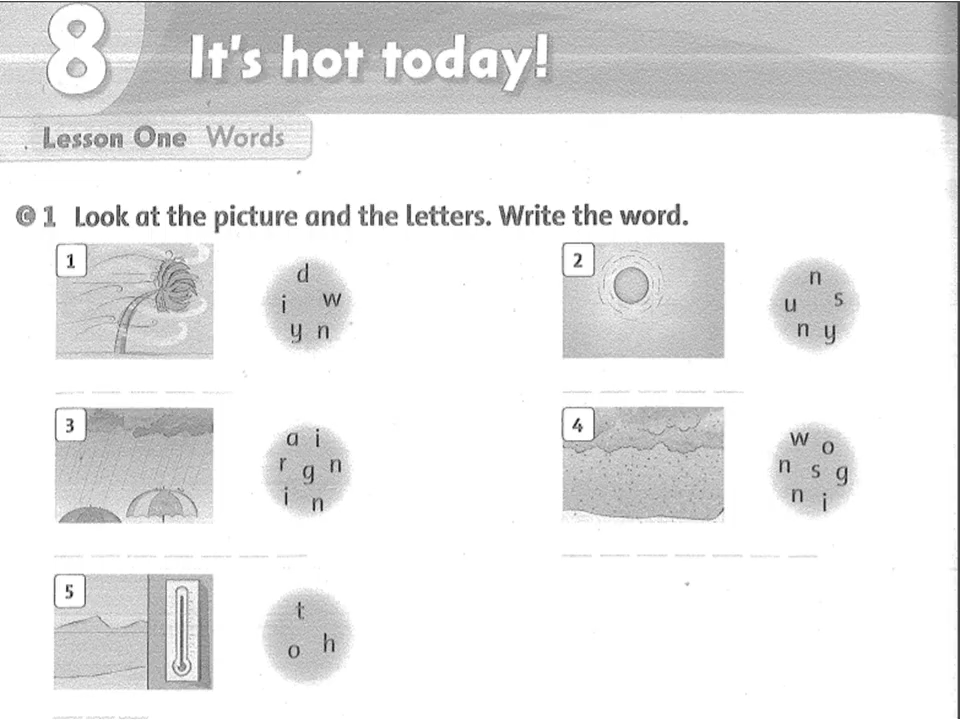 8 It's hot today!
Lesson One Words
C 1 Look at the picture and the letters. Write the word.
1
d
i w
y n
2
n
u s
n y
3
a i
r g n
i n
4
w o
n s g
n i
5
t
o h